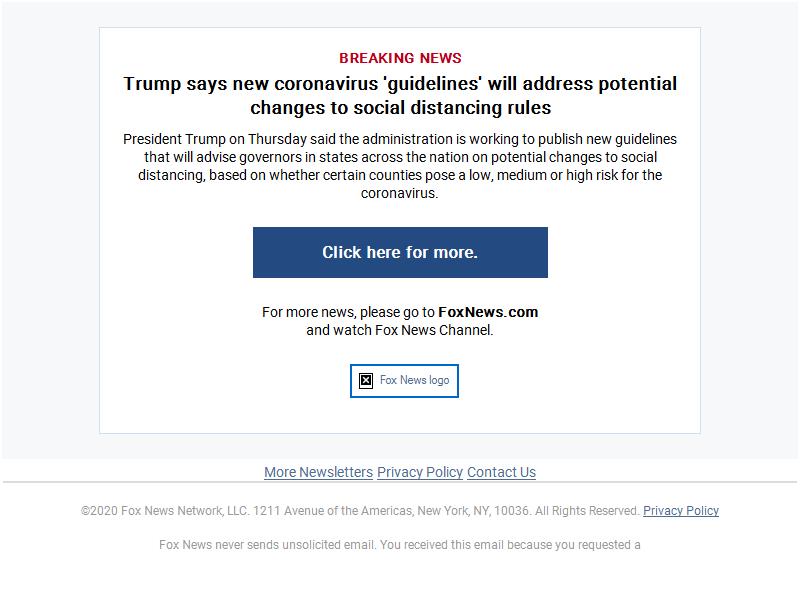 BREAKING NEWS
Trump says new coronavirus 'guidelines' will address potential
changes to social distancing rules
President Trump on Thursday said the administration is working to publish new guidelines
that will advise governors in states across the nation on potential changes to social
distancing, based on whether certain counties pose a low, medium or high risk for the
coronavirus.
Click here for more.
For more news, please go to FoxNews.com
and watch Fox News Channel.
Fox News logo
More Newsletters Privacy Policy Contact Us
©2020 Fox News Network, LLC. 1211 Avenue of the Americas, New York, NY, 10036. All Rights Reserved. Privacy Policy
Fox News never sends unsolicited email. You received this email because you requested a